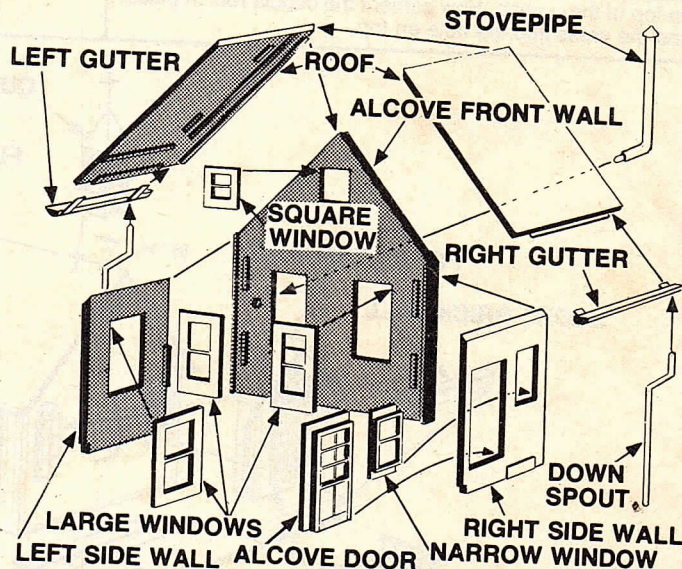 STOVEPIPE
LEFT GUTTER
ROOF
ALCOVE FRONT WALL
SQUARE
WINDOW
RIGHT GUTTER
DOWN
SPOUT
LARGE WINDOWS
RIGHT SIDE WALL
LEFT SIDE WALL
ALCOVE DOOR
NARROW WINDOW